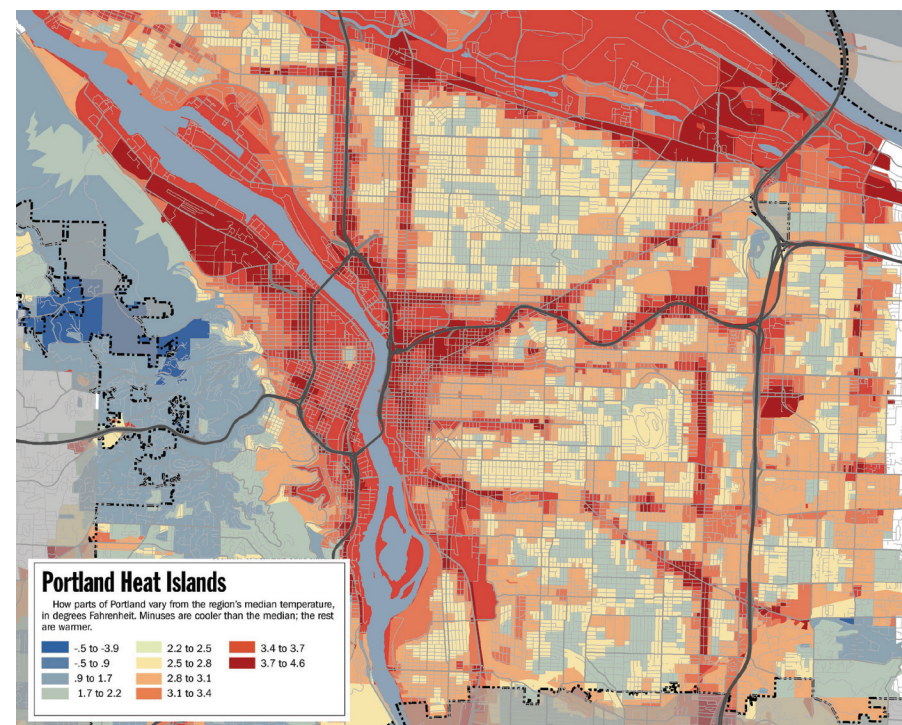 Portland Heat Islands
How parts of Portland vary from the region's median temperature,
in degrees Fahrenheit. Minuses are cooler than the median; the rest
are warmer.
-.5 to -3.9
-.5 to .9
.9 to 1.7
1.7 to 2.2
2.2 to 2.5
2.5 to 2.8
2.8 to 3.1
3.1 to 3.4
3.4 to 3.7
3.7 to 4.6